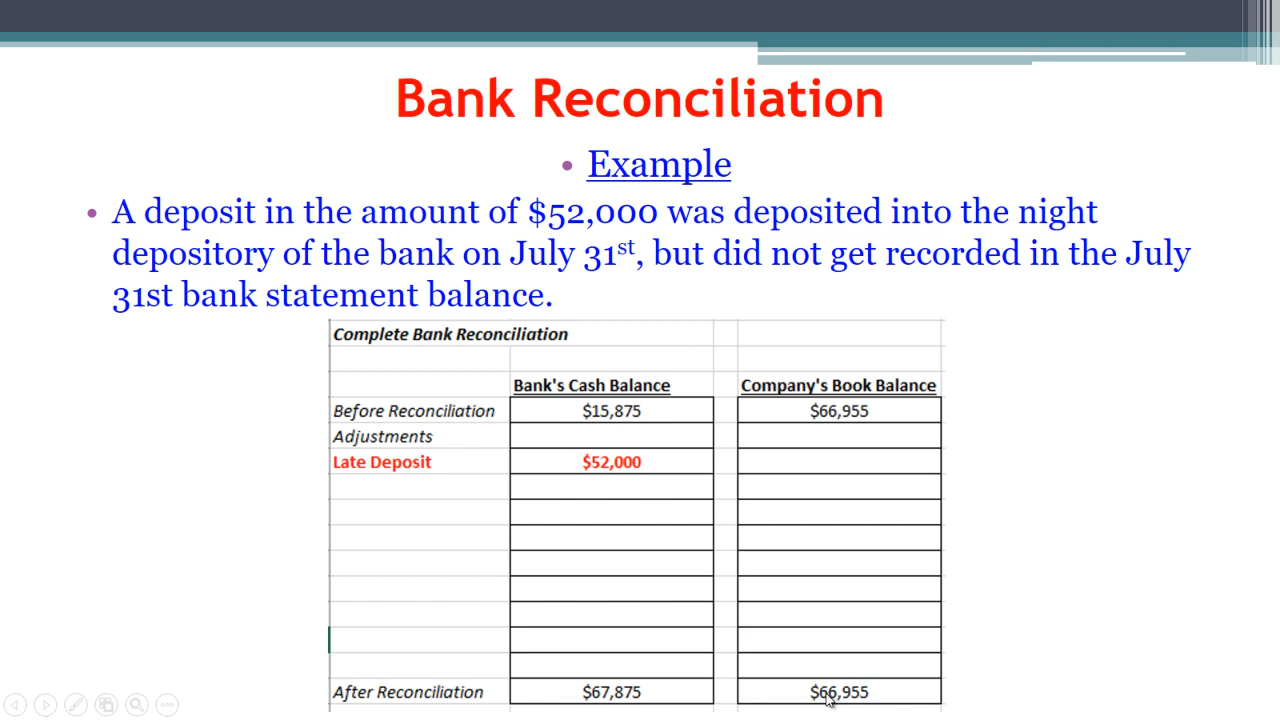 Bank Reconciliation
• Example
• A deposit in the amount of $52,000 was deposited into the night
depository of the bank on July 31st, but did not get recorded in the July
31st bank statement balance.
Complete Bank Reconciliation
Bank's Cash Balance Company's Book Balance
Before Reconciliation $15,875 $66,955
Adjustments
Late Deposit $52,000
After Reconciliation $67,875 $66,955